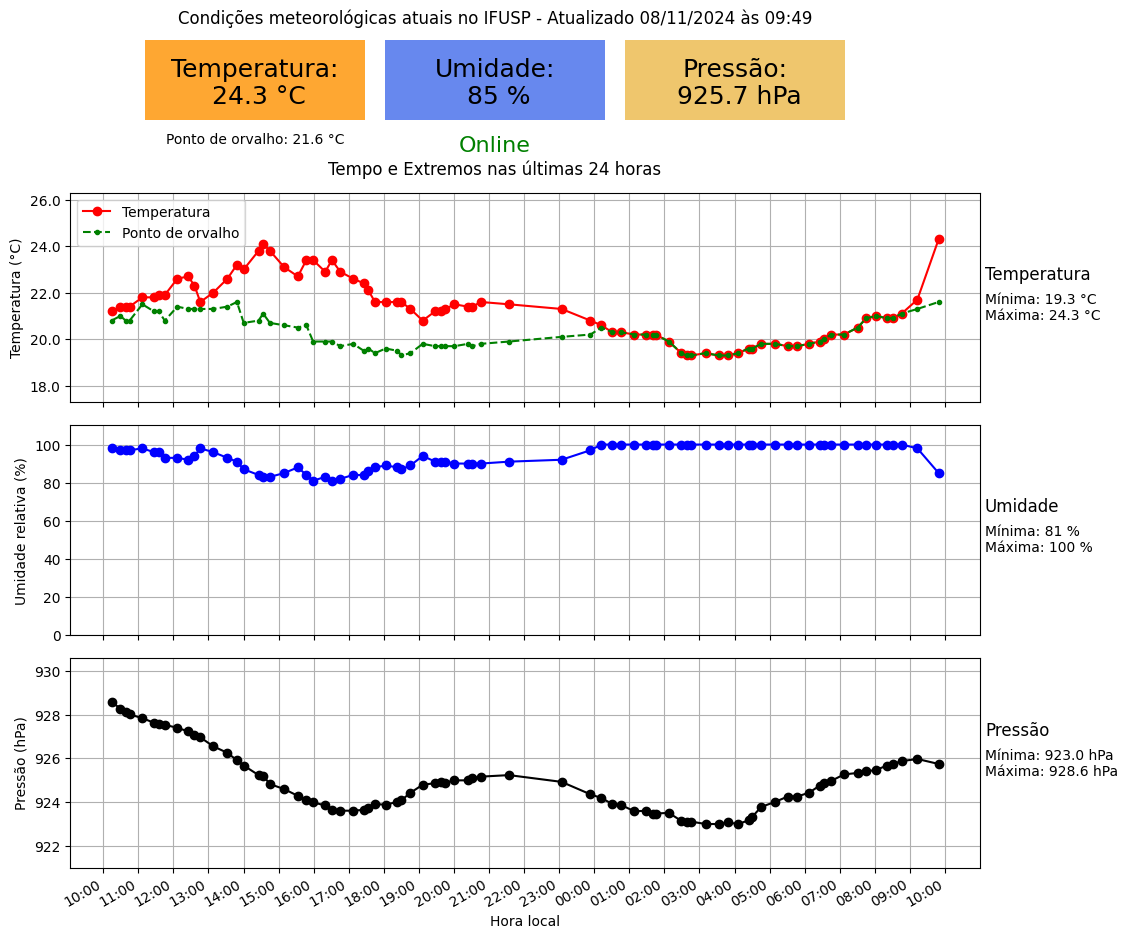 Condições meteorológicas atuais no IFUSP - Atualizado 08/11/2024 às 09:49
Temperatura:
24.3 °C
Umidade:
85 %
Pressão:
925.7 hPa
Ponto de orvalho: 21.6 °C
Online
Tempo e Extremos nas últimas 24 horas
Temperatura (°C)
26.0
24.0
22.0
20.0
18.0
Temperatura
Ponto de orvalho
Temperatura
Mínima: 19.3 °C
Máxima: 24.3 °C
Umidade relativa (%)
100
80
60
40
20
0
Umidade
Mínima: 81 %
Máxima: 100 %
Pressão (hPa)
930
928
926
924
922
Pressão
Mínima: 923.0 hPa
Máxima: 928.6 hPa
10:00 11:00 12:00 13:00 14:00 15:00 16:00 17:00 18:00 19:00 20:00 21:00 22:00 23:00 00:00 01:00 02:00 03:00 04:00 05:00 06:00 07:00 08:00 09:00 10:00
Hora local